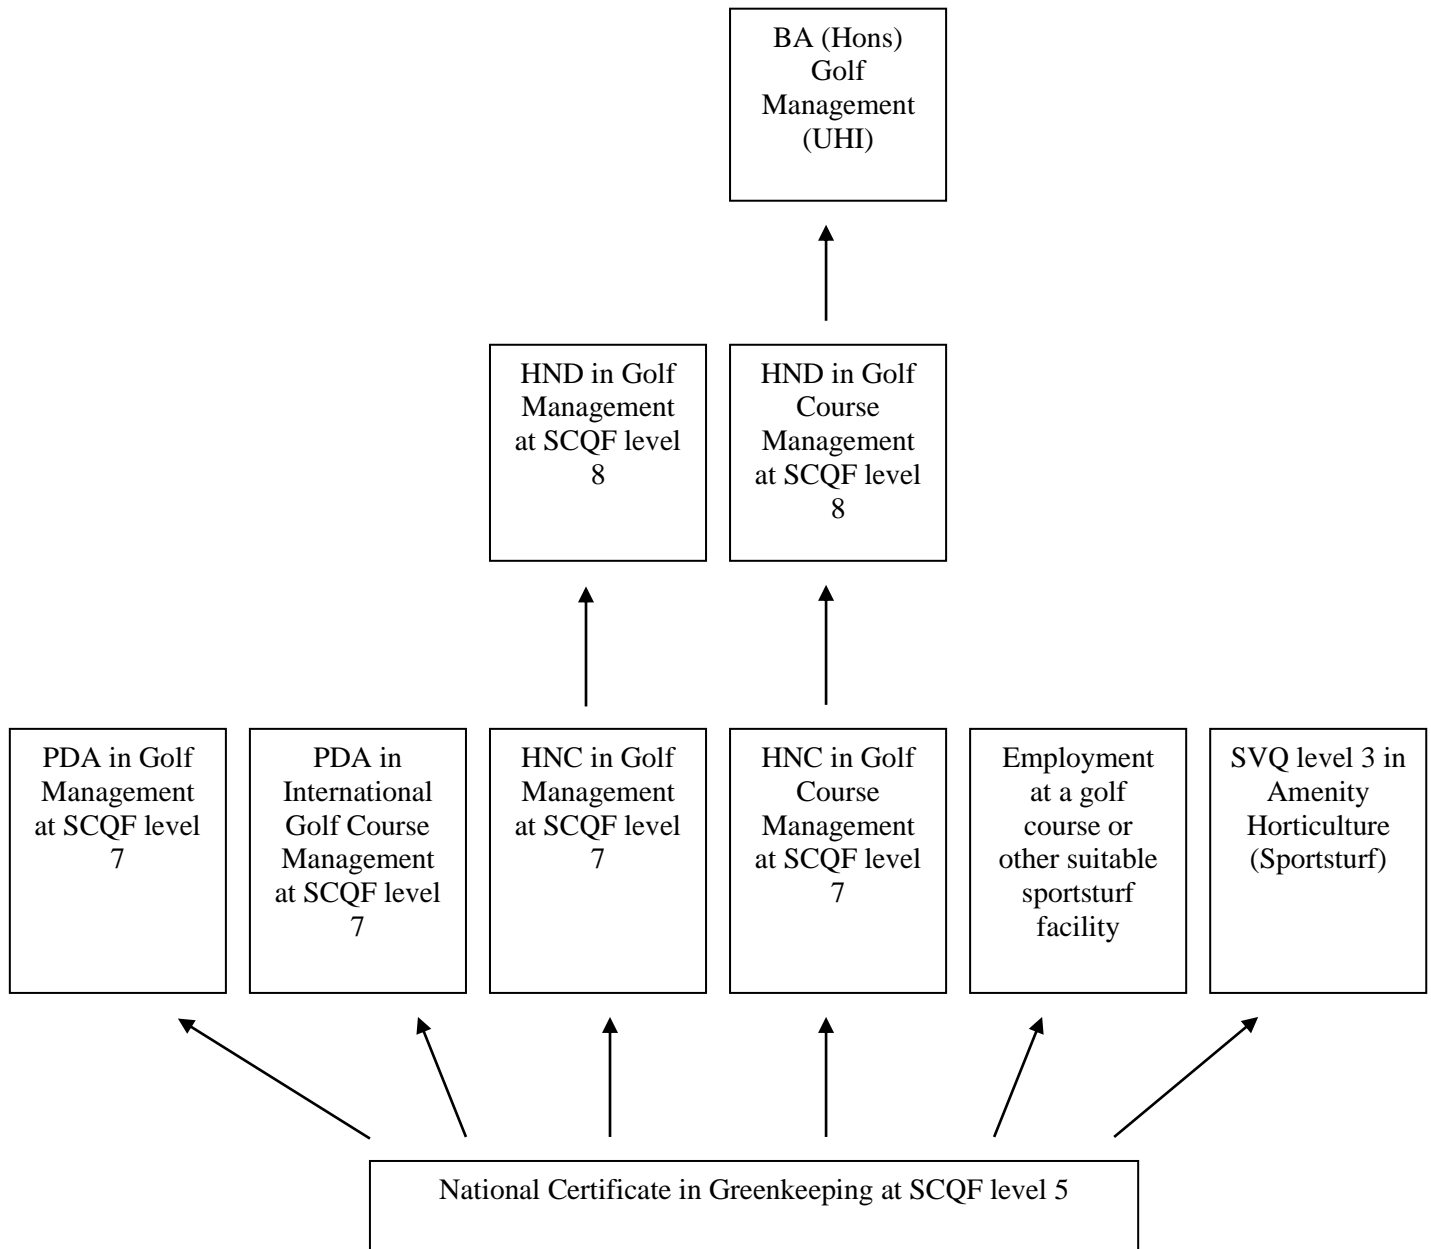 BA (Hons)
Golf
Management
(UHI)
HND in Golf
Management
at SCQF level
8
HND in Golf
Course
Management
at SCQF level
8
PDA in Golf
Management
at SCQF level
7
PDA in
International
Golf Course
Management
at SCQF level
7
HNC in Golf
Management
at SCQF level
7
HNC in Golf
Course
Management
at SCQF level
7
Employment
at a golf
course or
other suitable
sportsturf
facility
SVQ level 3 in
Amenity
Horticulture
(Sportsturf)
National Certificate in Greenkeeping at SCQF level 5